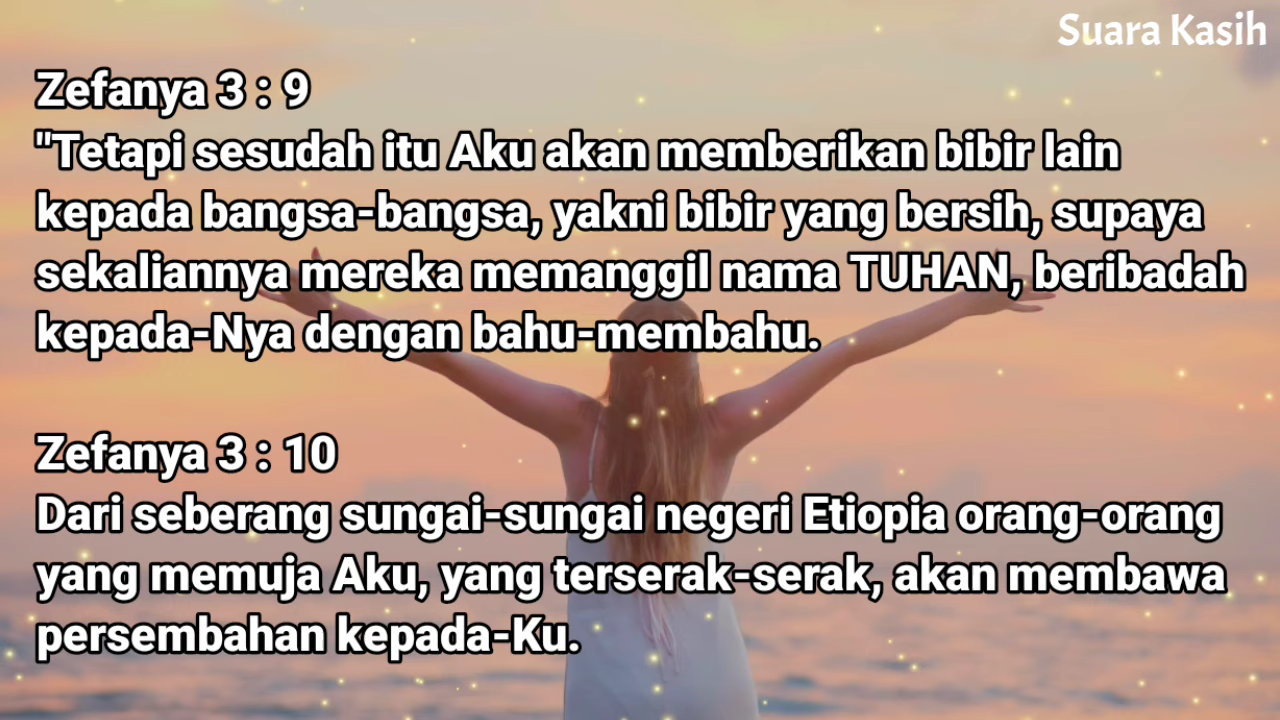 Suara Kasih
Zefanya 3 : 9
"Tetapi sesudah itu Aku akan memberikan bibir lain
kepada bangsa-bangsa, yakni bibir yang bersih, supaya
sekaliannya mereka memanggil nama TUHAN, beribadah
kepada-Nya dengan bahu-membahu.
Zefanya 3 : 10
Dari seberang sungai-sungai negeri Etiopia orang-orang
yang memuja Aku, yang terserak-serak, akan membawa
persembahan kepada-Ku.